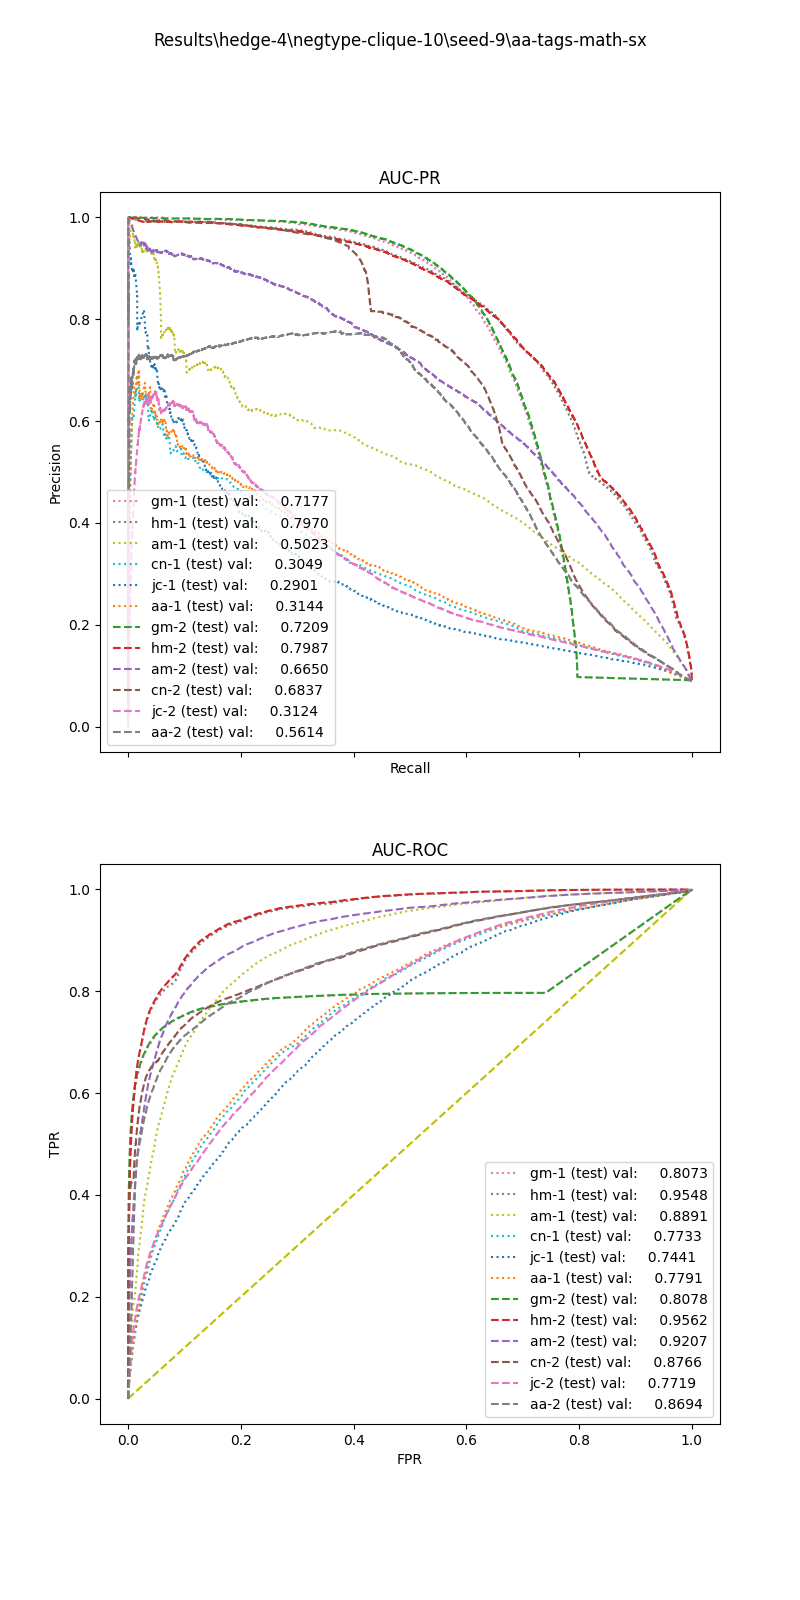 Results\hedge-4\negtype-clique-10\seed-9\aa-tags-math-sx
AUC-PR
1.0
0.8
0.6
0.4
0.2
0.0
Precision
gm-1 (test) val: 0.7177
hm-1 (test) val: 0.7970
am-1 (test) val: 0.5023
cn-1 (test) val: 0.3049
jc-1 (test) val: 0.2901
aa-1 (test) val: 0.3144
gm-2 (test) val: 0.7209
hm-2 (test) val: 0.7987
am-2 (test) val: 0.6650
cn-2 (test) val: 0.6837
jc-2 (test) val: 0.3124
aa-2 (test) val: 0.5614
Recall
AUC-ROC
1.0
0.8
0.6
0.4
0.2
0.0
TPR
gm-1 (test) val: 0.8073
hm-1 (test) val: 0.9548
am-1 (test) val: 0.8891
cn-1 (test) val: 0.7733
jc-1 (test) val: 0.7441
aa-1 (test) val: 0.7791
gm-2 (test) val: 0.8078
hm-2 (test) val: 0.9562
am-2 (test) val: 0.9207
cn-2 (test) val: 0.8766
jc-2 (test) val: 0.7719
aa-2 (test) val: 0.8694
0.0 0.2 0.4 0.6 0.8 1.0
FPR